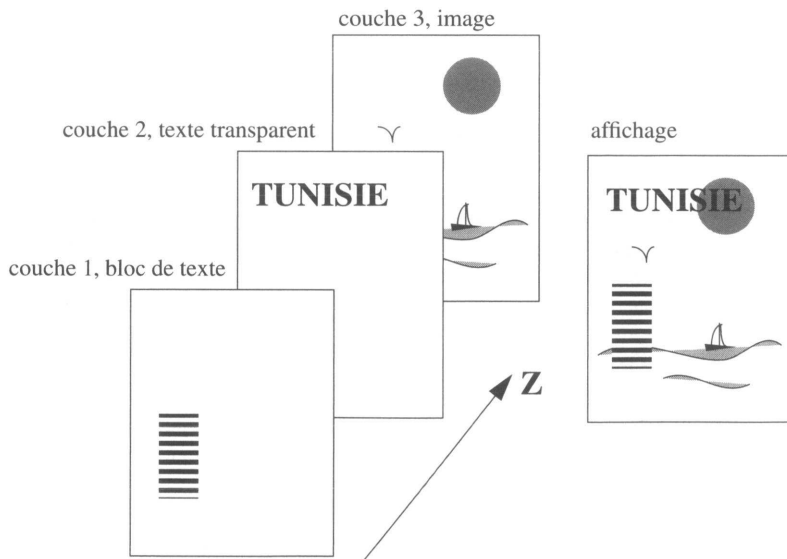 couche 3, image
couche 2, texte transparent
affichage
TUNISIE
TUNISIE
couche 1, bloc de texte
Z